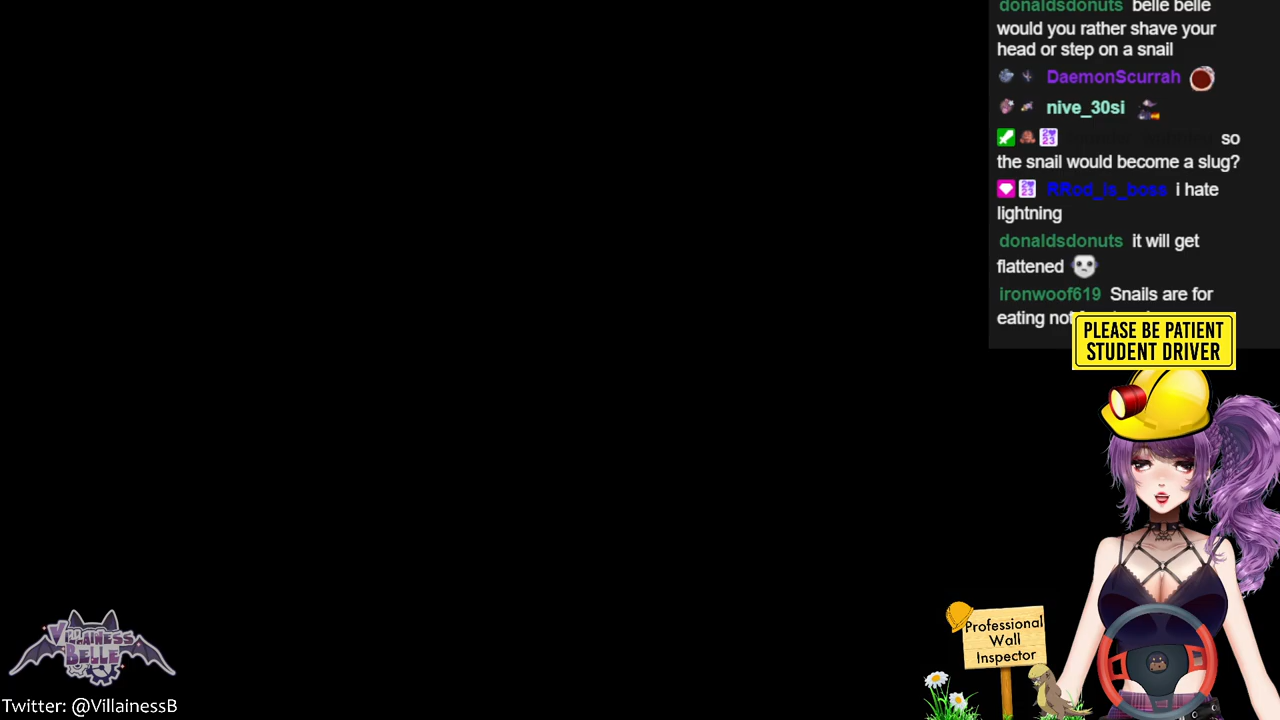 donaldsdonuts belle belle
would you rather shave your
head or step on a snail
DaemonScurrah
nive_30si
so
the snail would become a slug?
RRod_is_boss i hate
lightning
donaldsdonuts it will get
flattened
ironwoof619 Snails are for
eating not
PLEASE BE PATIENT
STUDENT DRIVER
Professional
Wall
Inspector
VILLAINESS
BELLE
Twitter: @VillainessB